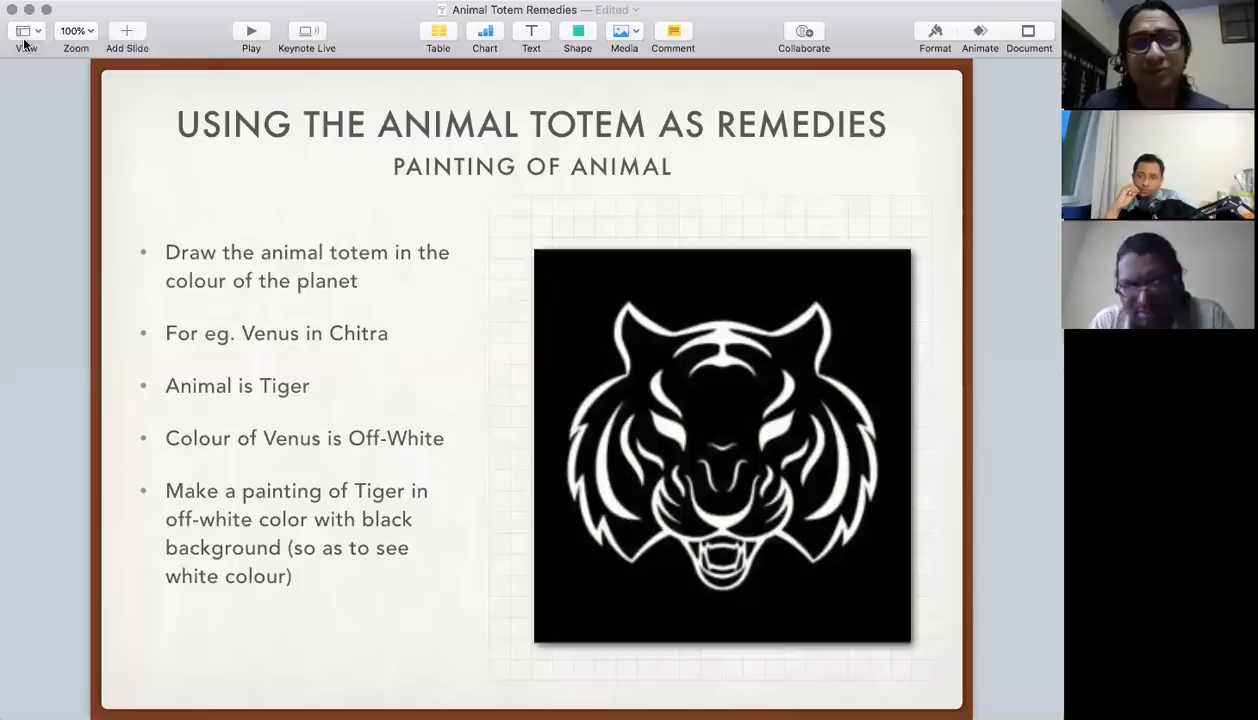 Animal Totem Remedies — Edited
100%
View
Zoom
Add Slide
Play
Keynote Live
Table
Chart
Text
Shape
Media
Comment
Collaborate
Format
Animate
Document
USING THE ANIMAL TOTEM AS REMEDIES
PAINTING OF ANIMAL
• Draw the animal totem in the
colour of the planet
• For eg. Venus in Chitra
• Animal is Tiger
• Colour of Venus is Off-White
• Make a painting of Tiger in
off-white color with black
background (so as to see
white colour)